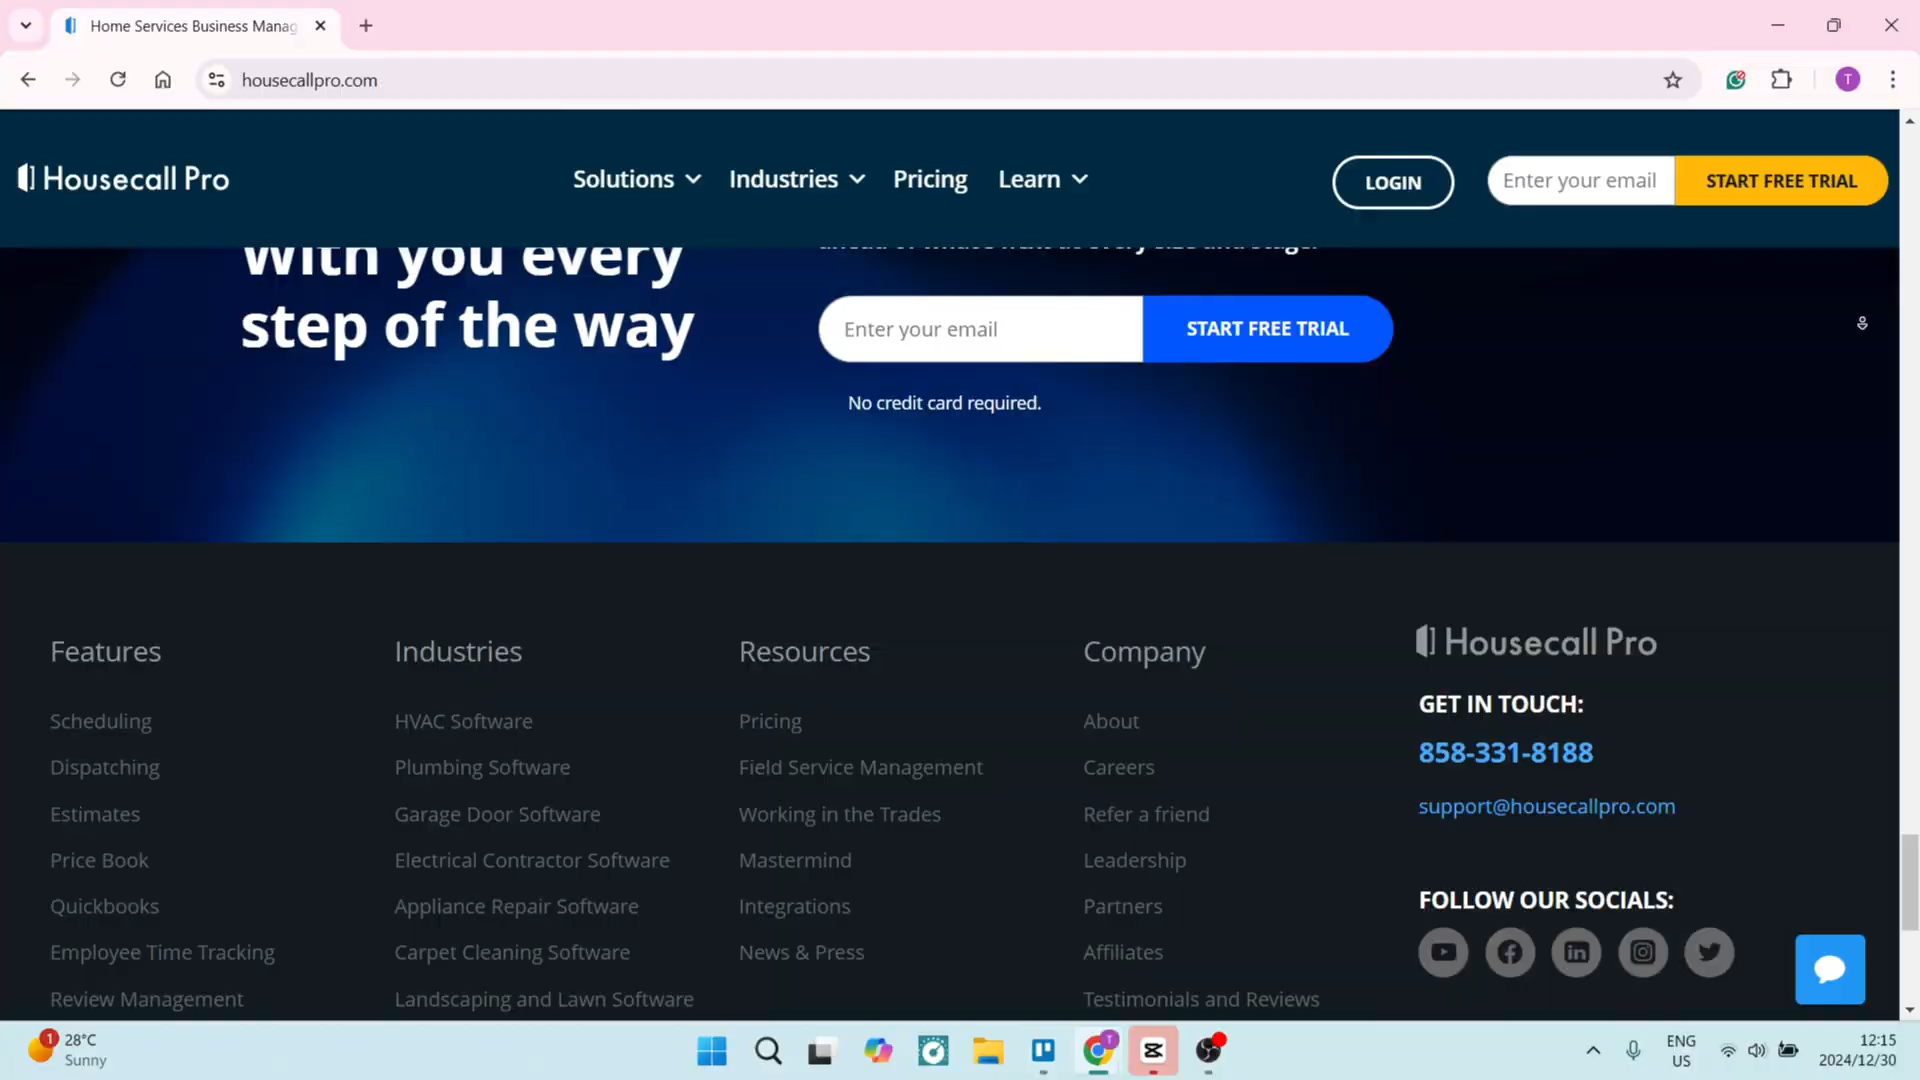 Home Services Business Manag
housecallpro.com
T
Housecall Pro
Solutions
Industries
Pricing
Learn
LOGIN
Enter your email
START FREE TRIAL
With you every
step of the way
Enter your email
START FREE TRIAL
No credit card required.
Features
Scheduling
Dispatching
Estimates
Price Book
Quickbooks
Employee Time Tracking
Review Management
Industries
HVAC Software
Plumbing Software
Garage Door Software
Electrical Contractor Software
Appliance Repair Software
Carpet Cleaning Software
Landscaping and Lawn Software
Resources
Pricing
Field Service Management
Working in the Trades
Mastermind
Integrations
News & Press
Company
About
Careers
Refer a friend
Leadership
Partners
Affiliates
Testimonials and Reviews
Housecall Pro
GET IN TOUCH:
858-331-8188
support@housecallpro.com
FOLLOW OUR SOCIALS:
1
28°C
Sunny
T
ENG
US
12:15
2024/12/30